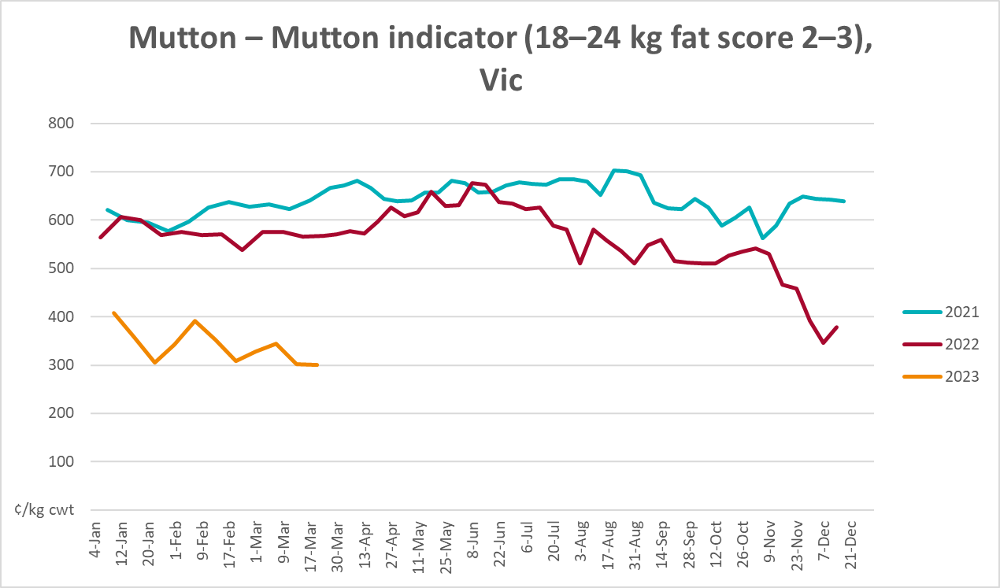 Mutton – Mutton indicator (18–24 kg fat score 2–3),
Vic
800
700
600
500
400
300
200
100
¢/kg cwt
4-Jan
12-Jan
20-Jan
1-Feb
9-Feb
17-Feb
1-Mar
9-Mar
17-Mar
30-Mar
13-Apr
27-Apr
11-May
25-May
8-Jun
22-Jun
6-Jul
20-Jul
3-Aug
17-Aug
31-Aug
14-Sep
28-Sep
12-Oct
26-Oct
9-Nov
23-Nov
7-Dec
21-Dec
2021
2022
2023